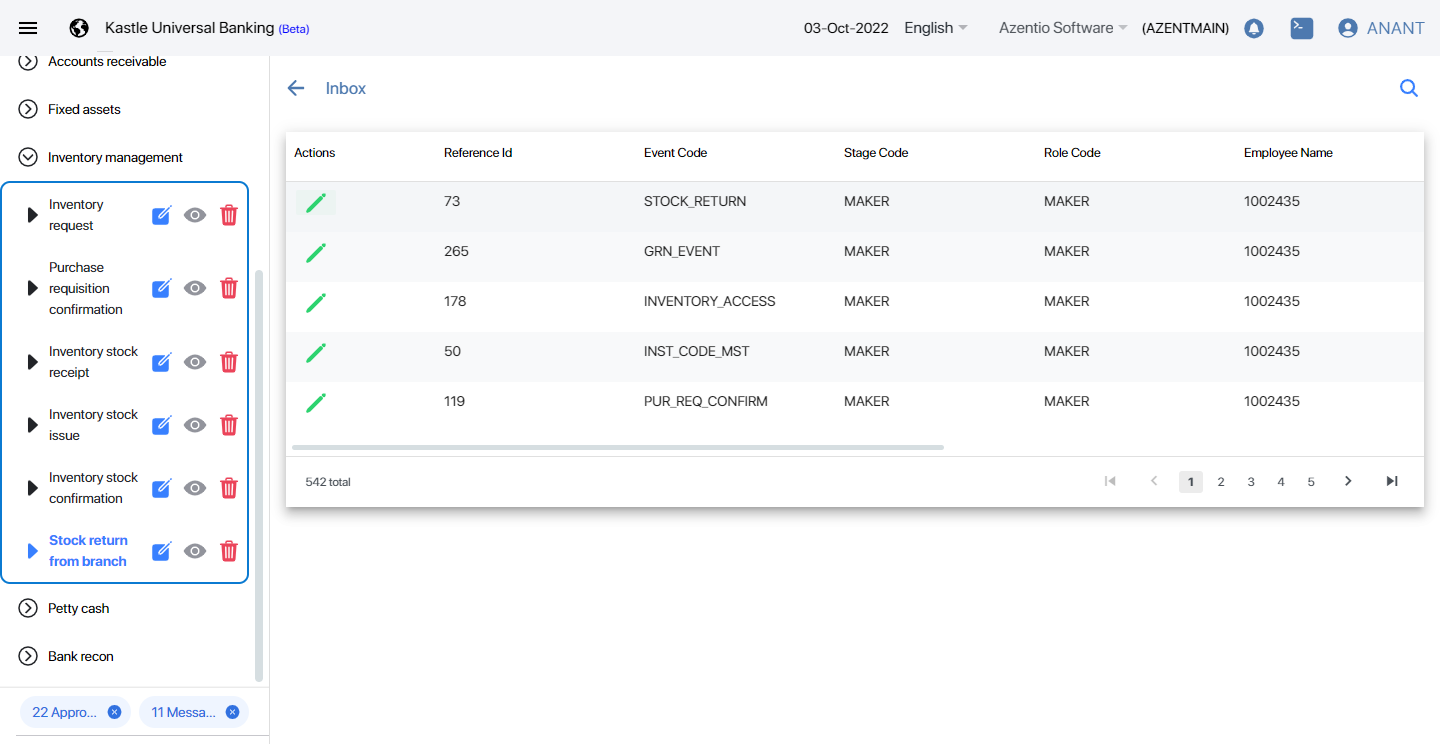 Kastle Universal Banking (Beta)
03-Oct-2022
English
Azentio Software
(AZENTMAIN)
ANANT
Accounts receivable
Fixed assets
Inventory management
Inventory
request
Purchase
requisition
confirmation
Inventory stock
receipt
Inventory stock
issue
Inventory stock
confirmation
Stock return
from branch
Petty cash
Bank recon
22 Appro...
11 Messa...
Inbox
Actions Reference Id Event Code Stage Code Role Code Employee Name
73 STOCK_RETURN MAKER MAKER 1002435
265 GRN_EVENT MAKER MAKER 1002435
178 INVENTORY_ACCESS MAKER MAKER 1002435
50 INST_CODE_MST MAKER MAKER 1002435
119 PUR_REQ_CONFIRM MAKER MAKER 1002435
542 total
1 2 3 4 5